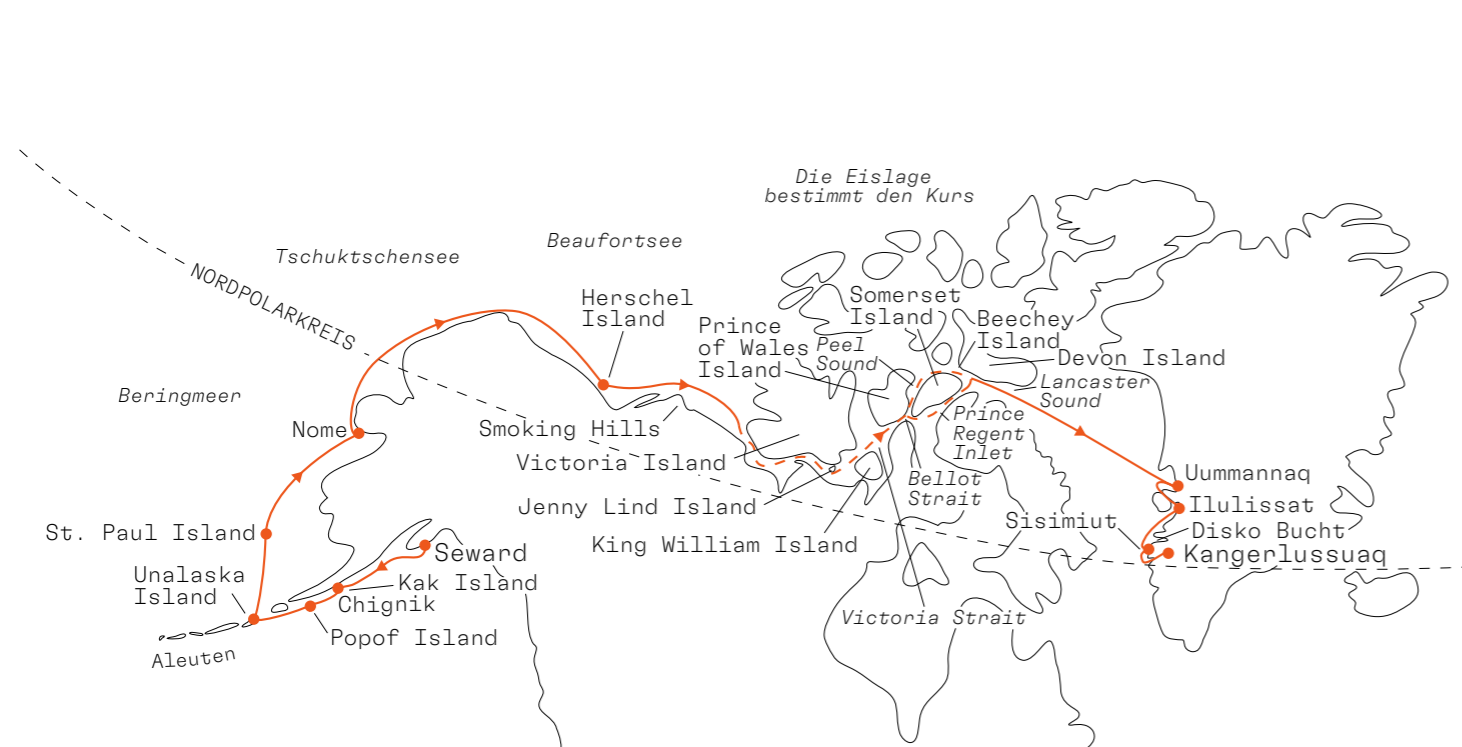 Die Eislage
bestimmt den Kurs
Tschuktschensee
Beaufortsee
NORDPOLARKREIS
Herschel
Island
Somerset
Island
Prince
of Wales
Island
Peel
Sound
Beechey
Island
Devon Island
Lancaster
Sound
Beringmeer
Nome
Smoking Hills
Prince
Regent
Inlet
Victoria Island
Bellot
Strait
Uummannaq
Ilulissat
Jenny Lind Island
Sisimiut
Disko Bucht
St. Paul Island
King William Island
Kangerlussuaq
Seward
Unalaska
Island
Kak Island
Chignik
Popof Island
Victoria Strait
Aleuten